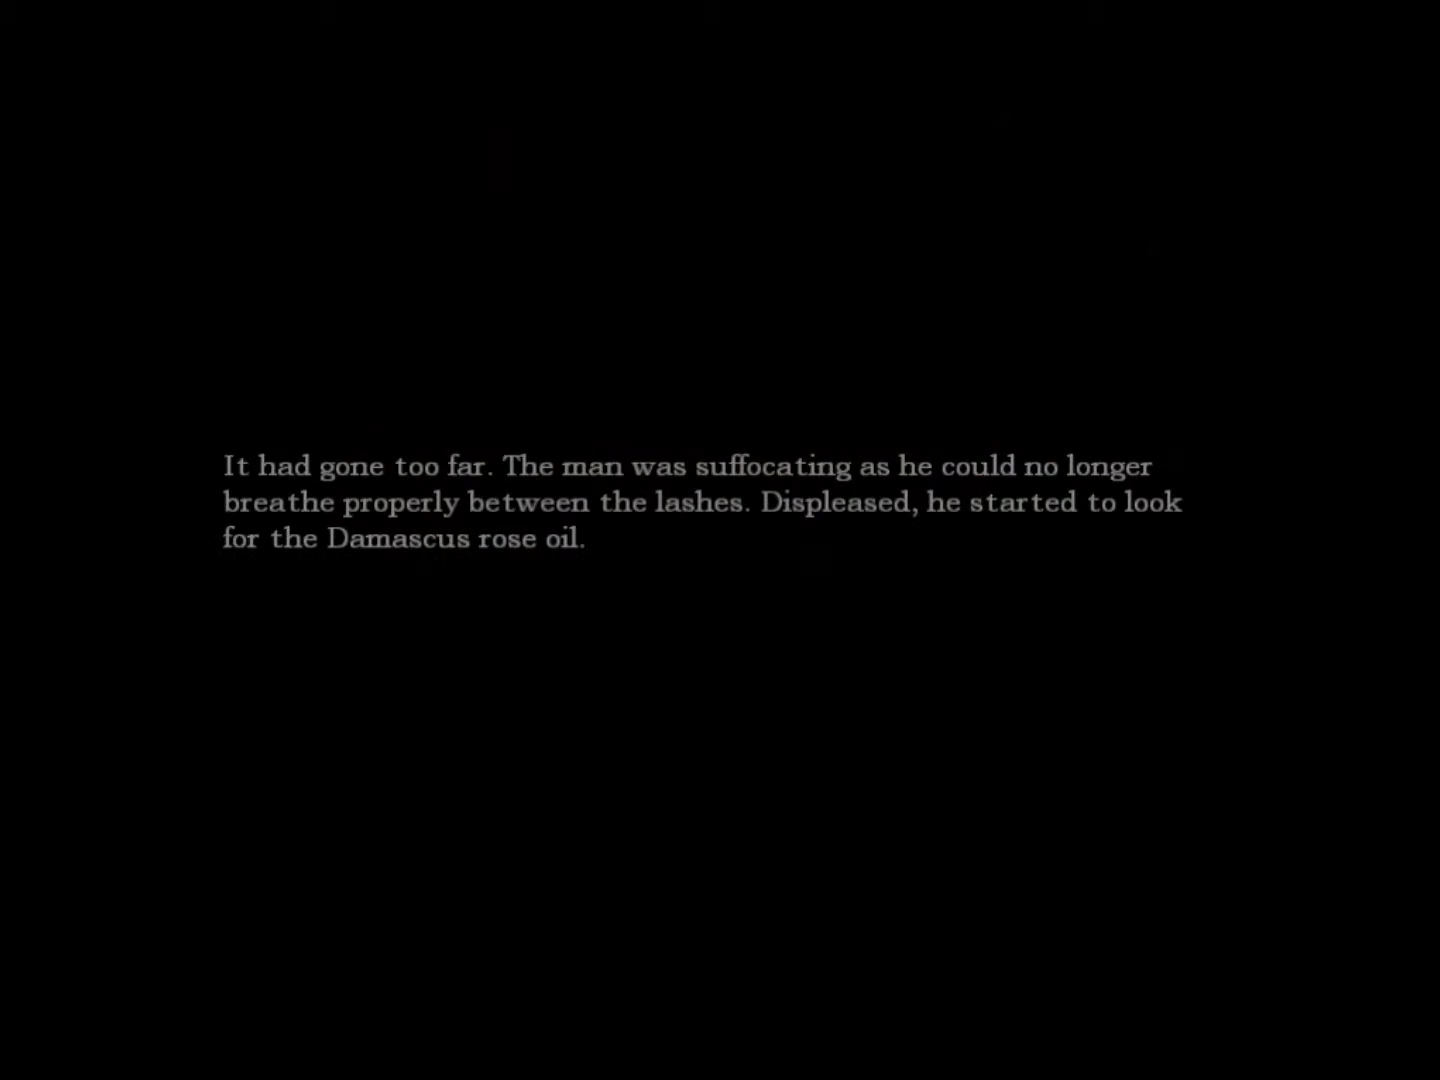 It had gone too far. The man was suffocating as he could no longer
breathe properly between the lashes. Displeased, he started to look
for the Damascus rose oil.